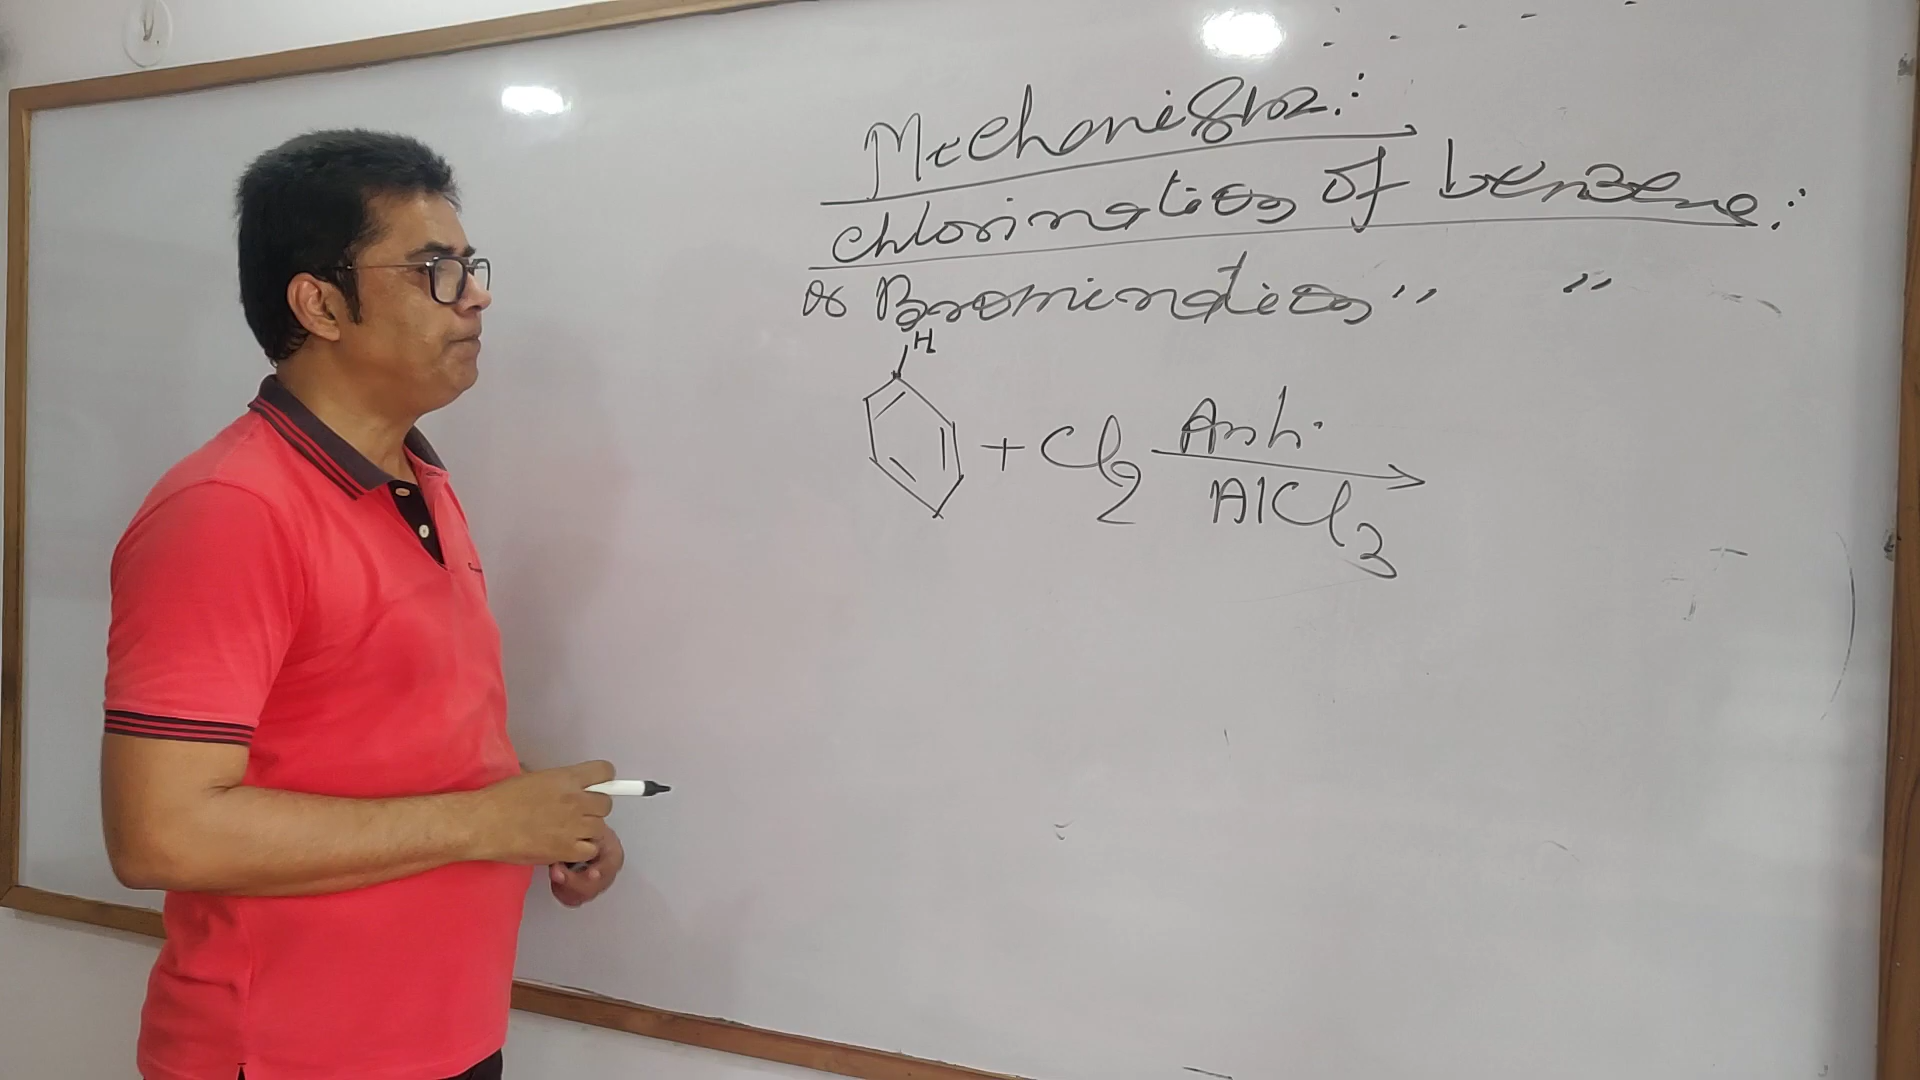 Mechanism:
Chlorination of benzene:
or Bromination " "
H
+ Cl2 Anh.
AlCl3